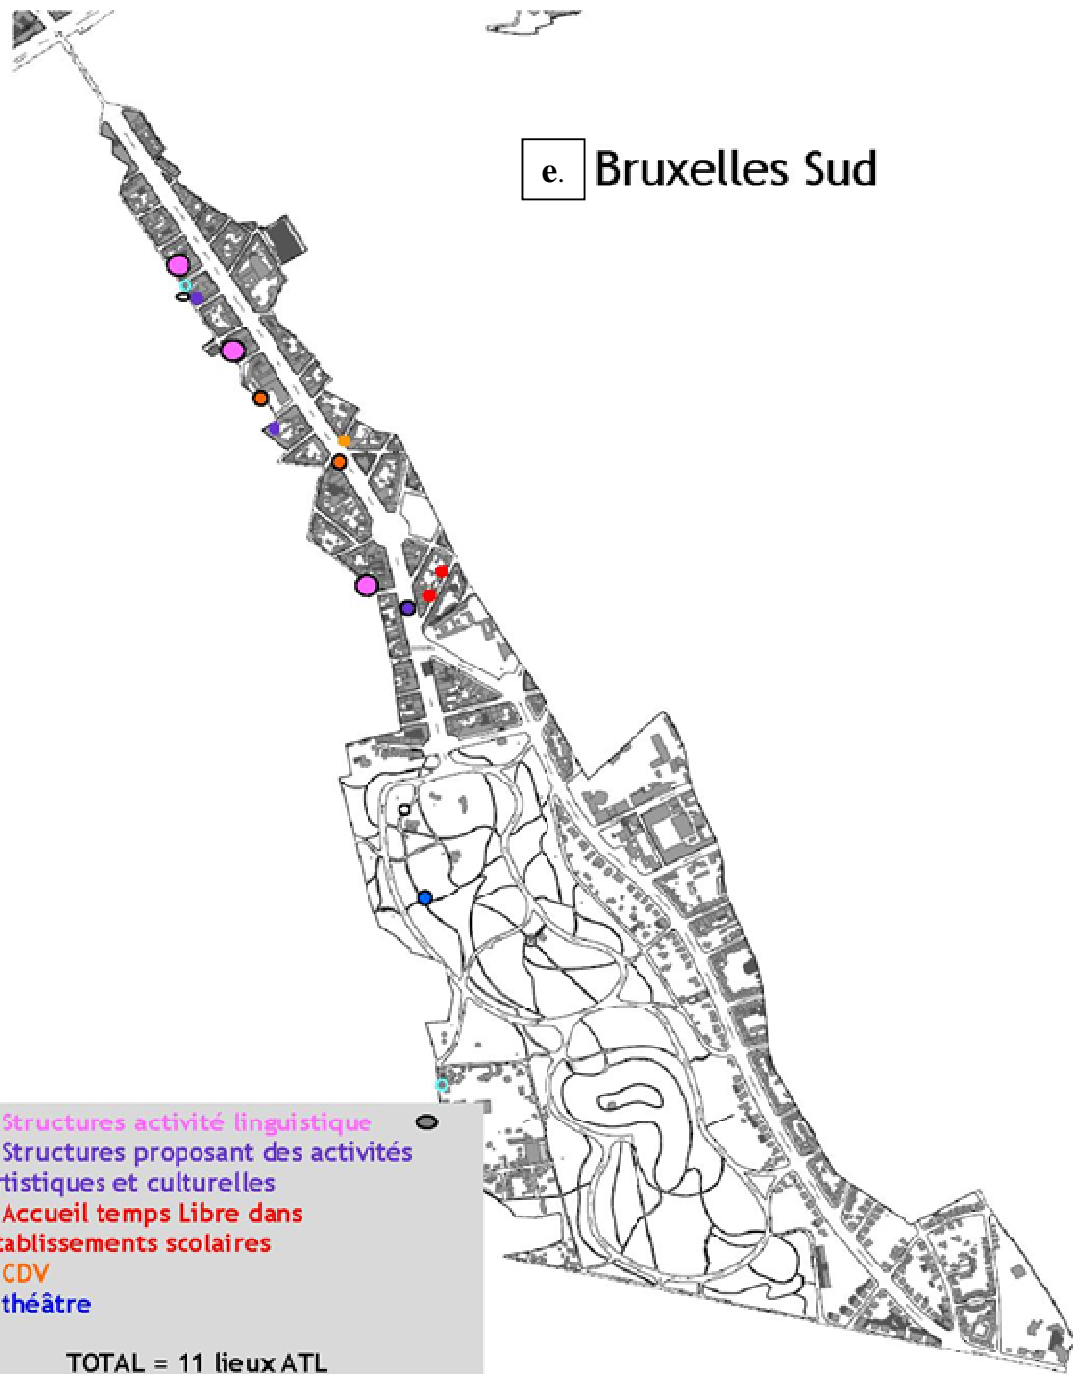 e. Bruxelles Sud
Structures activité linguistique
Structures proposant des activités
tistiques et culturelles
Accueil temps Libre dans
tablissements scolaires
CDV
théâtre
TOTAL = 11 lieux ATL